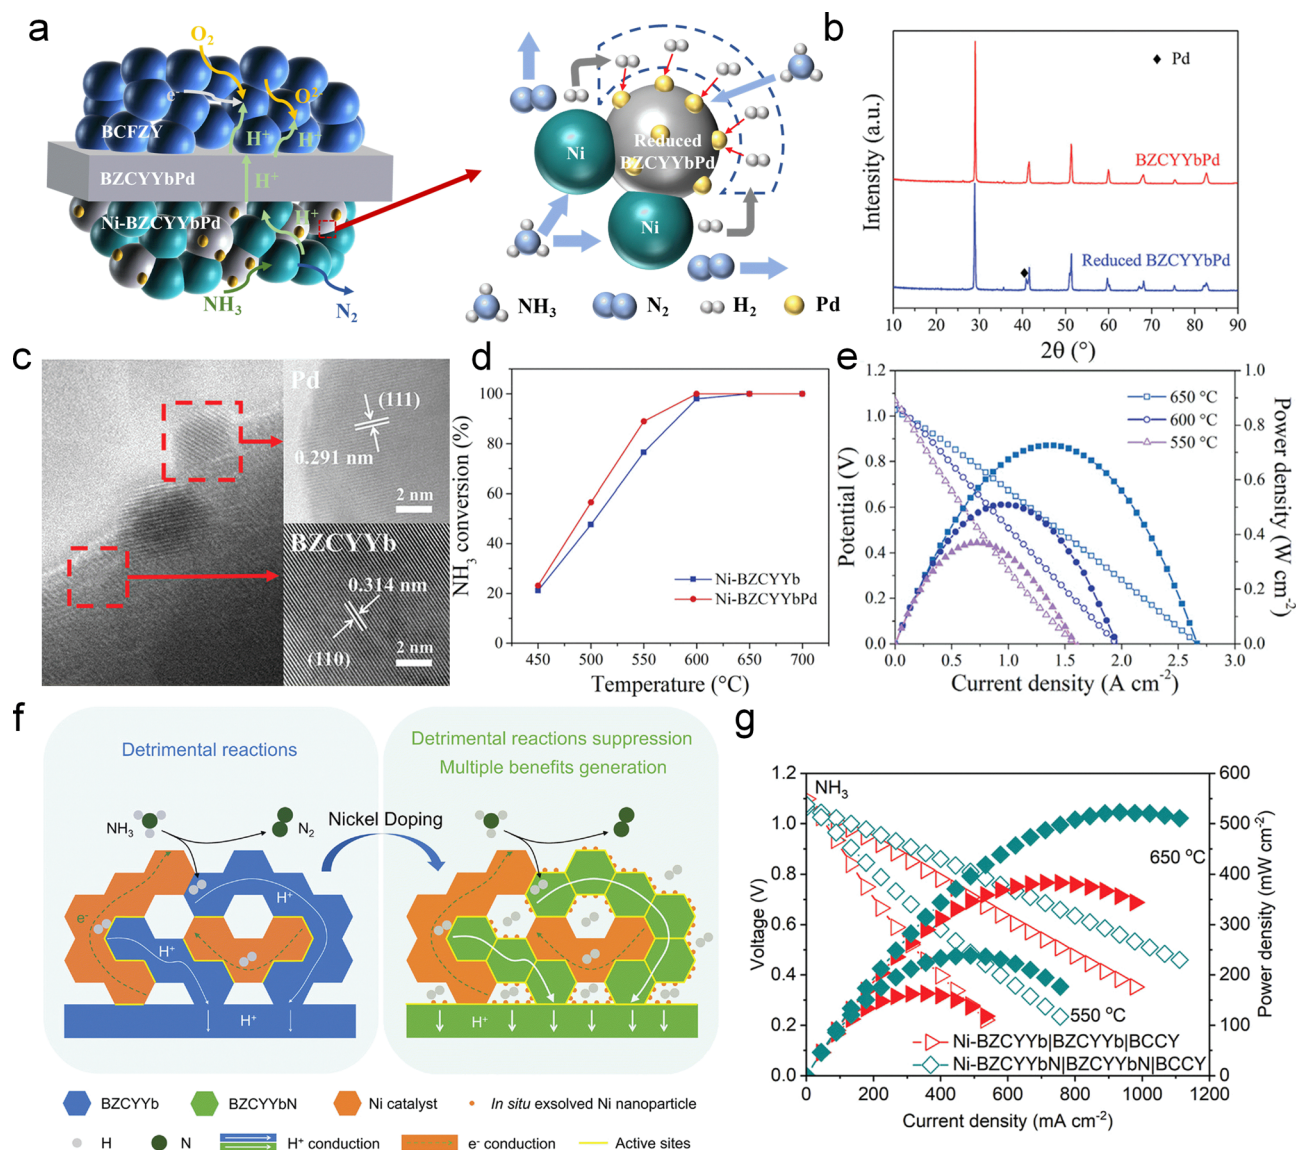 a
O2
e-
O2-
BCFZY
H+
H+
BZCYYbPd
H+
Ni-BZCYYbPd
H+
NH3
N2
Ni
Reduced
BZCYYbPd
Ni
NH3
N2
H2
Pd
b
Intensity (a.u.)
♦ Pd
BZCYYbPd
Reduced BZCYYbPd
10 20 30 40 50 60 70 80 90
2θ (°)
c
Pd
(111)
0.291 nm
2 nm
BZCYYb
0.314 nm
(110)
2 nm
d
NH3 conversion (%)
100
80
60
40
20
0
Ni-BZCYYb
Ni-BZCYYbPd
450 500 550 600 650 700
Temperature (°C)
e
Potential (V)
1.2
1.0
0.8
0.6
0.4
0.2
0.0
650 °C
600 °C
550 °C
1.0
0.8
0.6
0.4
0.2
0.0
Power density (W cm-2)
0.0 0.5 1.0 1.5 2.0 2.5 3.0
Current density (A cm-2)
f
Detrimental reactions
NH3
N2
e-
H+
H+
H+
Nickel Doping
Detrimental reactions suppression
Multiple benefits generation
H+
BZCYYb
BZCYYbN
Ni catalyst
In situ exsolved Ni nanoparticle
H
N
H+ conduction
e- conduction
Active sites
g
Voltage (V)
1.2
1.0
0.8
0.6
0.4
0.2
0.0
NH3
650 °C
550 °C
Ni-BZCYYb|BZCYYb|BCCY
Ni-BZCYYbN|BZCYYbN|BCCY
600
500
400
300
200
100
0
Power density (mW cm-2)
0 200 400 600 800 1000 1200
Current density (mA cm-2)